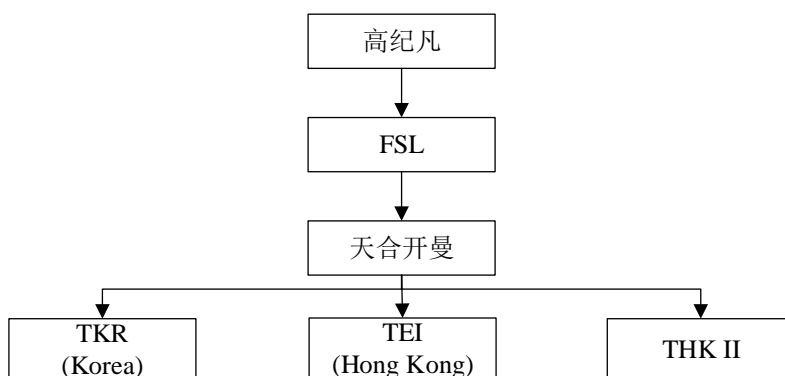 高纪凡
FSL
天合开曼
TKR
(Korea)
TEI
(Hong Kong)
THK II